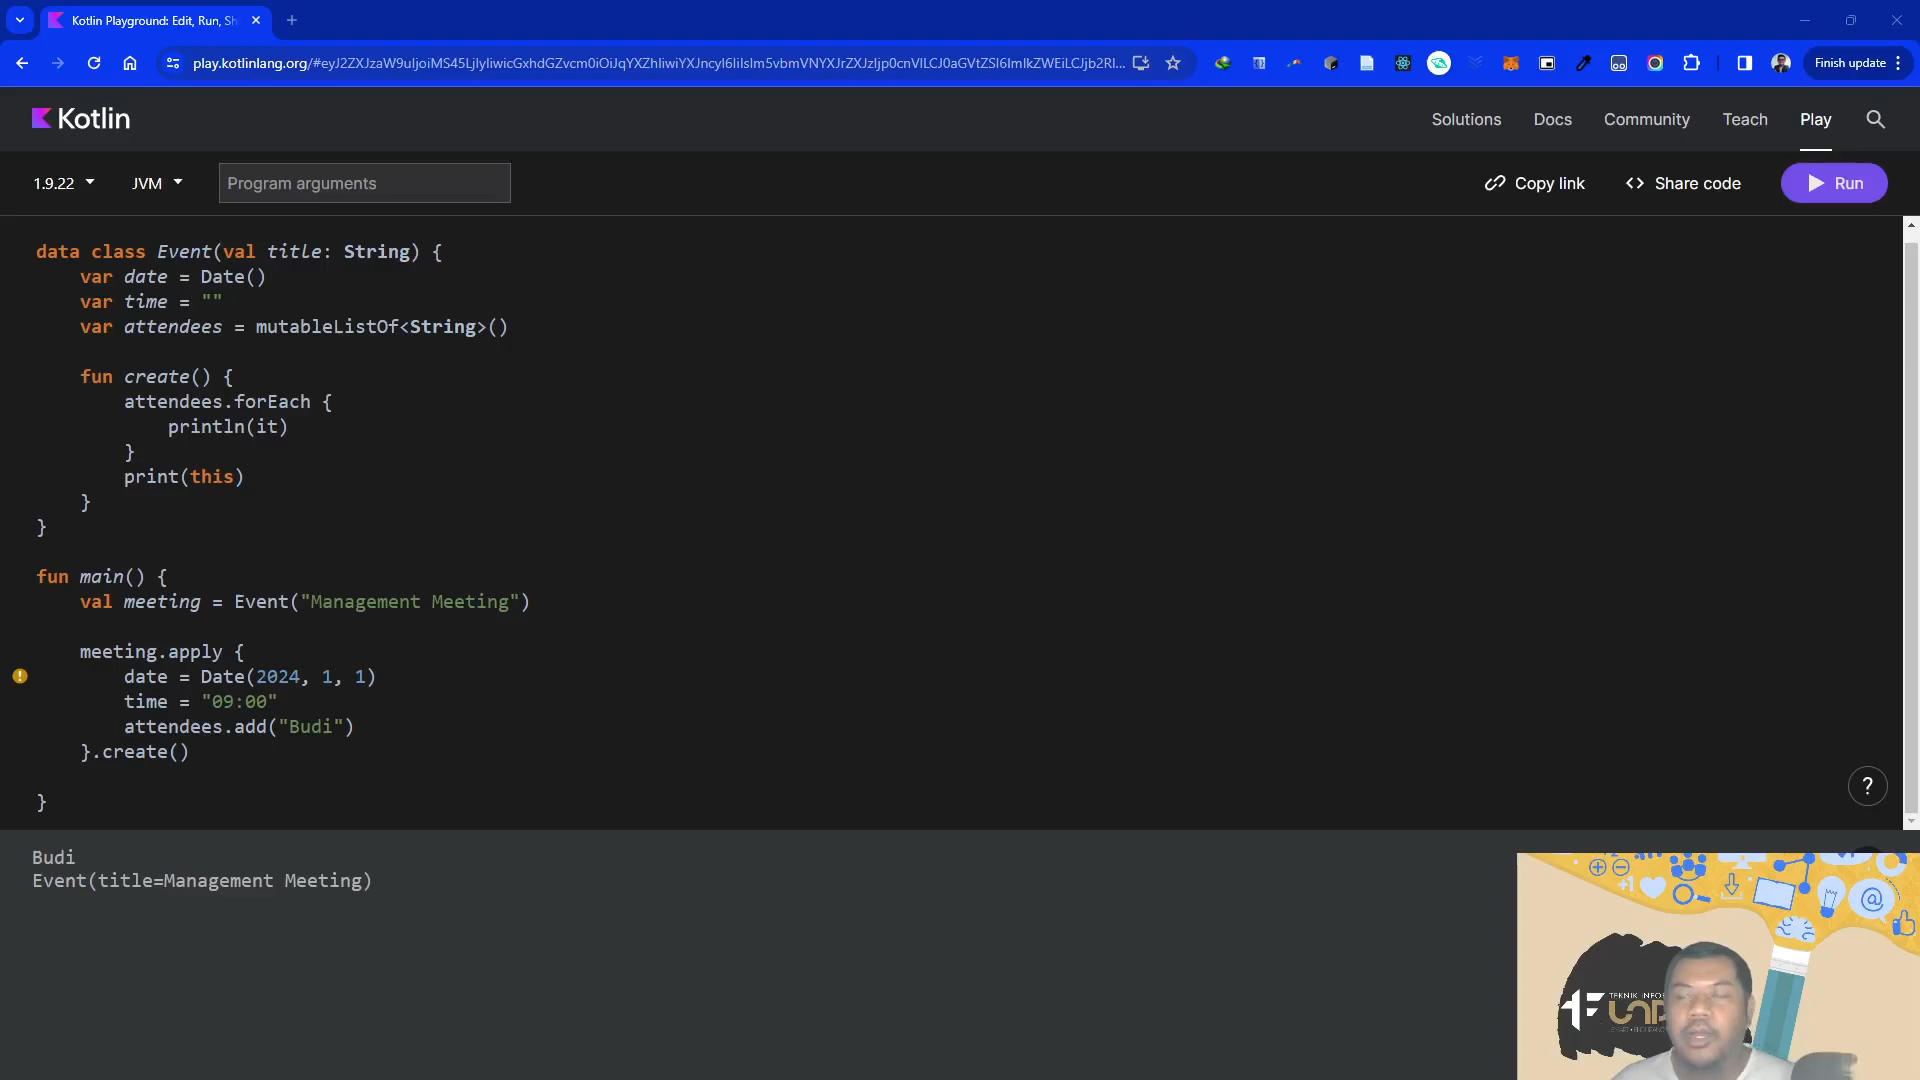 Kotlin Playground: Edit, Run, Sh
play.kotlinlang.org/
Finish update
Kotlin
Solutions
Docs
Community
Teach
Play
1.9.22
JVM
Program arguments
Copy link
Share code
Run
data class Event(val title: String) {
    var date = Date()
    var time = ""
    var attendees = mutableListOf<String>()
    fun create() {
        attendees.forEach {
            println(it)
        }
        print(this)
    }
}
fun main() {
    val meeting = Event("Management Meeting")
    meeting.apply {
        date = Date(2024, 1, 1)
        time = "09:00"
        attendees.add("Budi")
    }.create()
}
?
Budi
Event(title=Management Meeting)
+1
@
TEKNIK